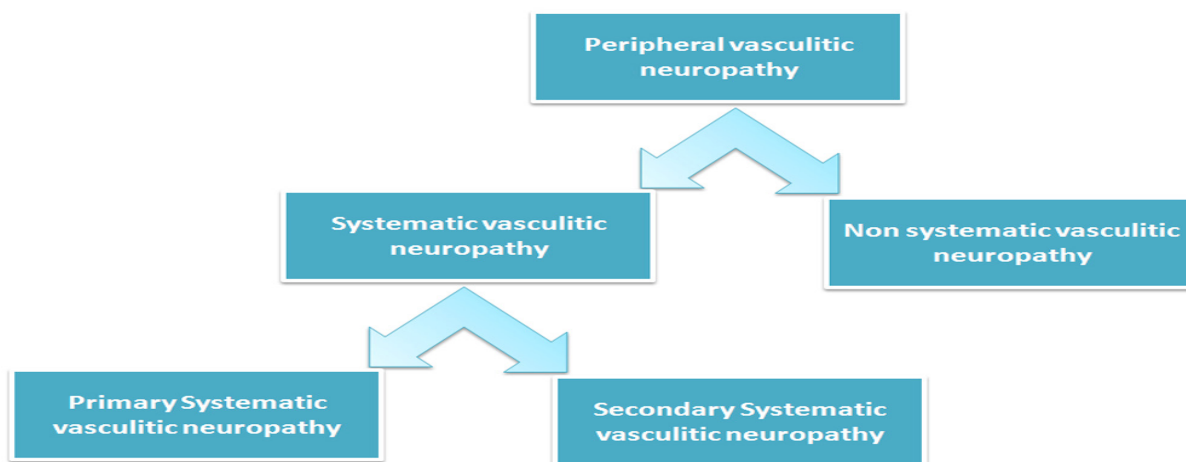 Peripheral vasculitic
neuropathy
Systematic vasculitic
neuropathy
Non systematic vasculitic
neuropathy
Primary Systematic
vasculitic neuropathy
Secondary Systematic
vasculitic neuropathy